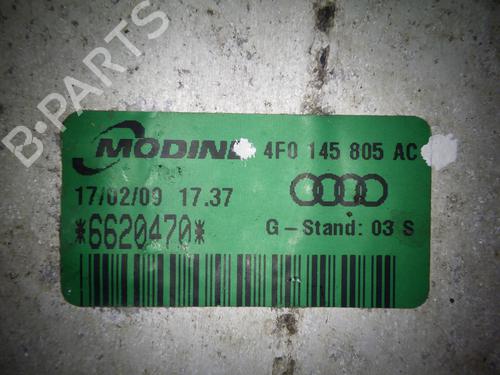 B-PARTS
MODINE 4F0 145 805 AC
17/02/09 17.37
*6620470*
G-Stand: 03 S